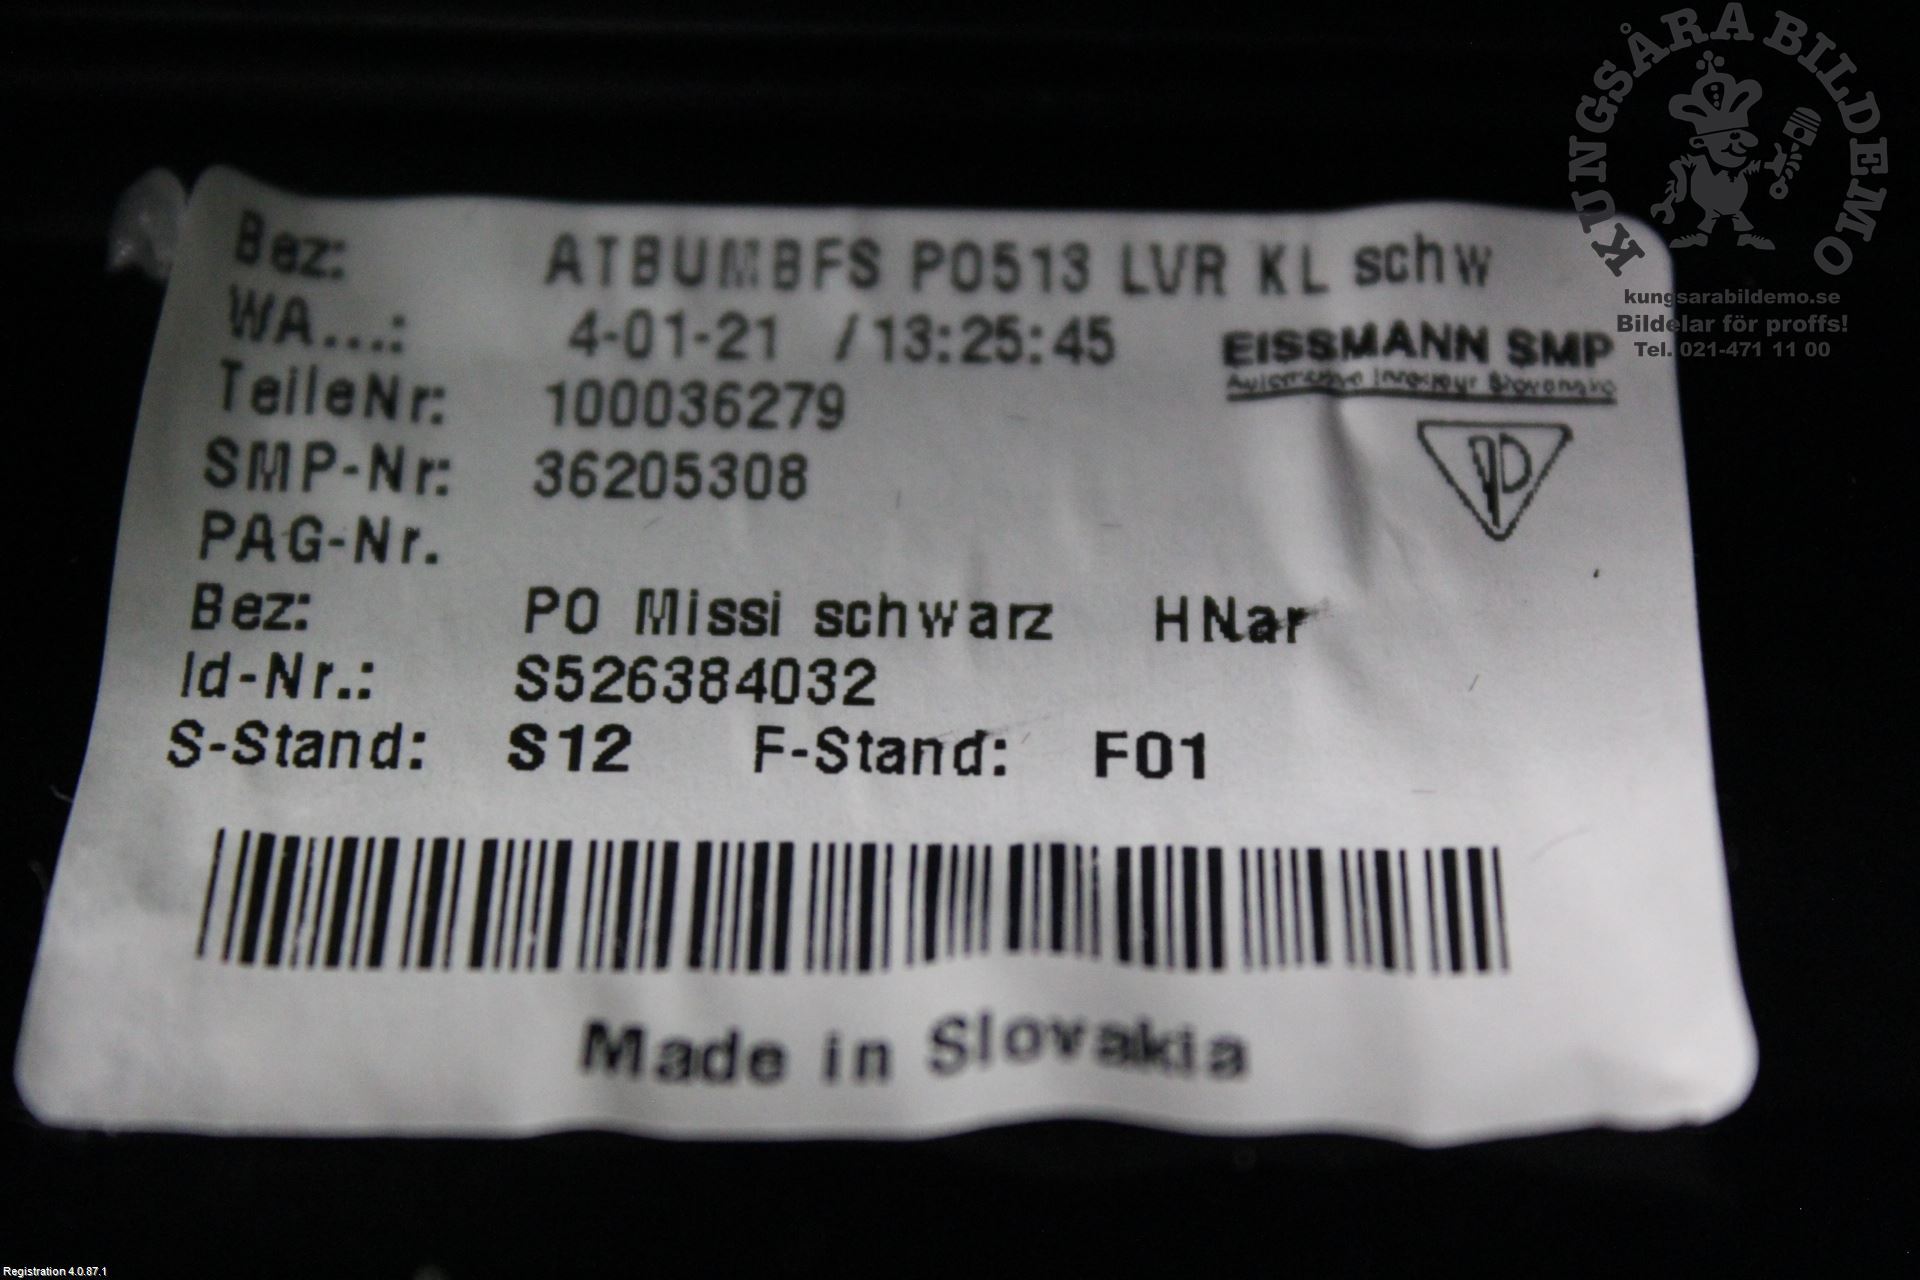 KUNGSÅRA BILDEMO
kungsarabildemo.se
Bildelar för proffs!
Tel. 021-471 11 00
Bez: ATBUMBFS PO513 LVR KL schw
WA...: 4-01-21 / 13:25:45
EISSMANN SMP
TeileNr: 100036279
SMP-Nr: 36205308
PAG-Nr.
Bez: PO Missi schwarz HNar
Id-Nr.: S526384032
S-Stand: S12 F-Stand: F01
Made in Slovakia
Registration 4.0.87.1